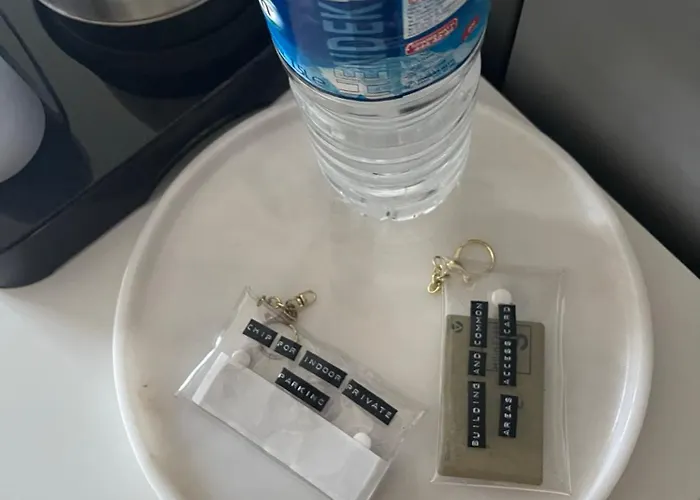 CHIP FOR INDOOR PRIVATE
PARKING
BUILDING AND COMMON
AREAS ACCESS CARD